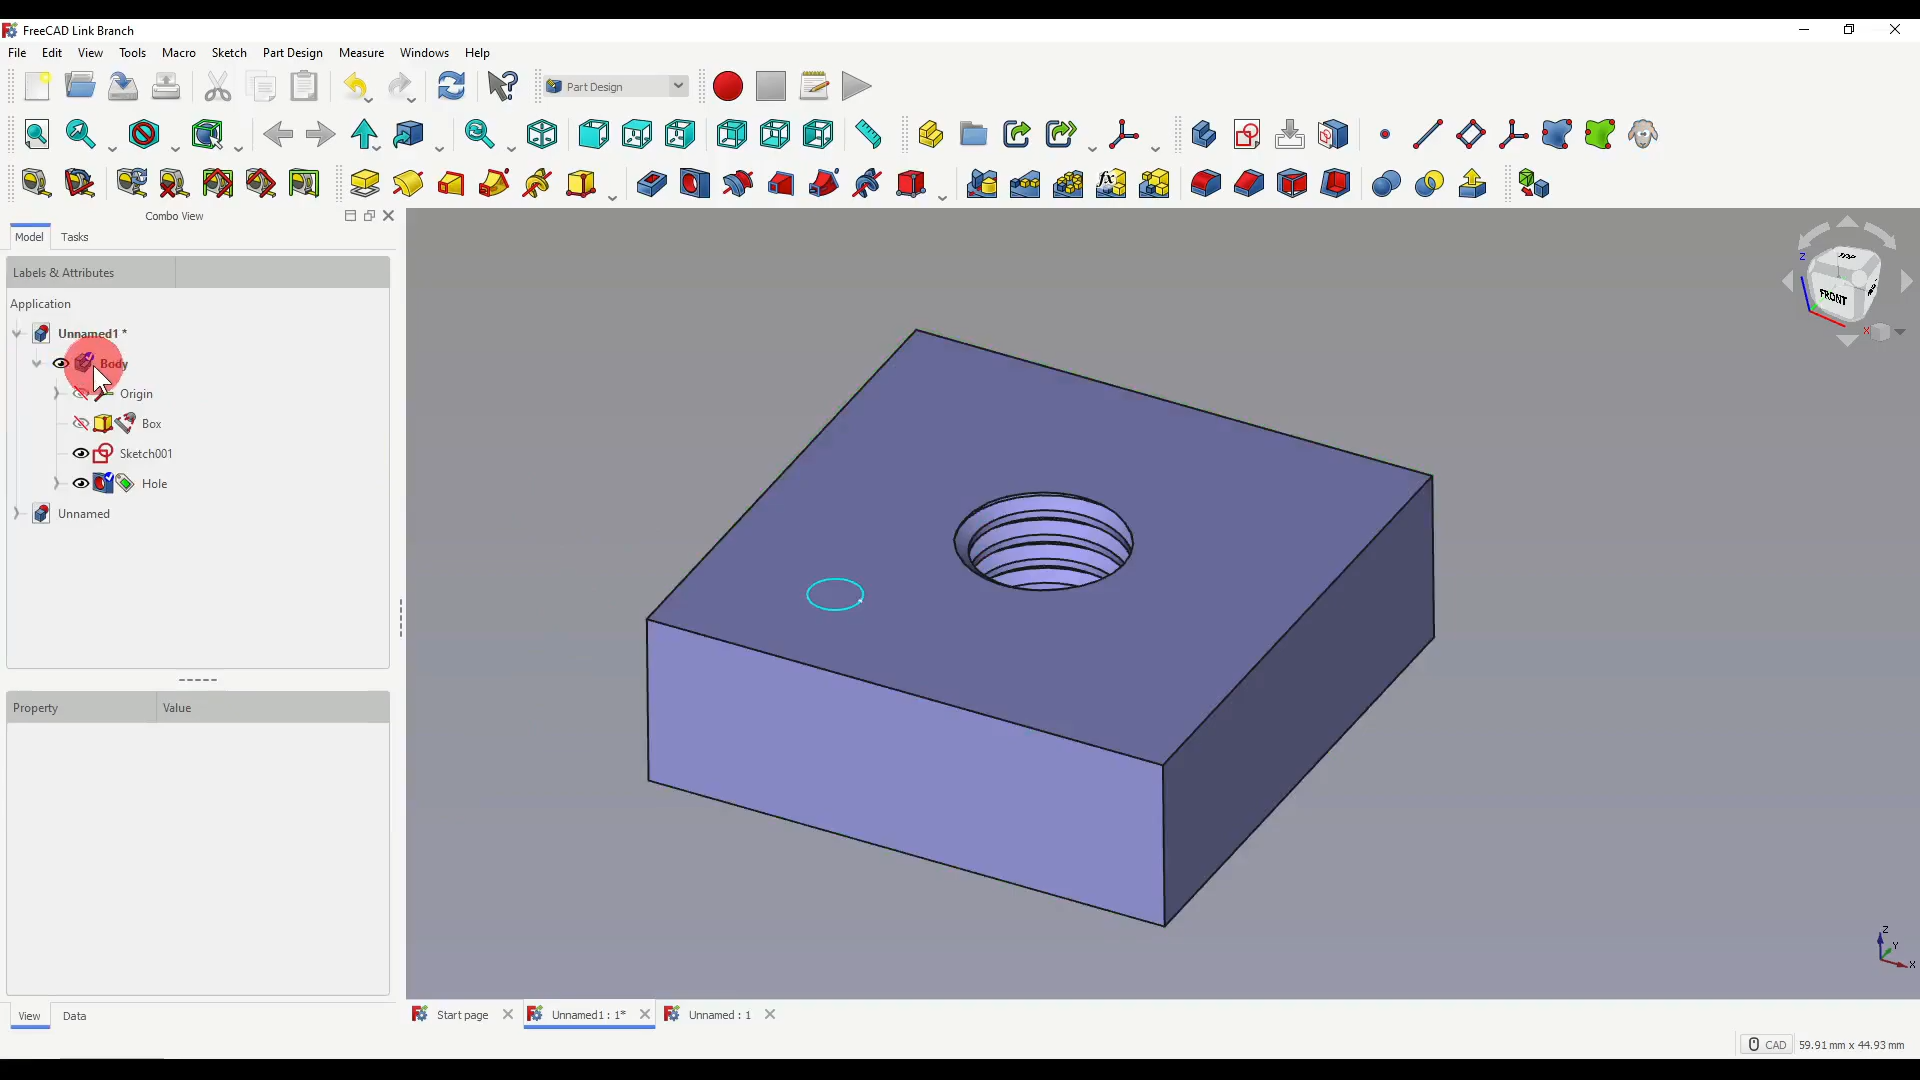 FreeCAD Link Branch
File Edit View Tools Macro Sketch Part Design Measure Windows Help
Part Design
Combo View
Model Tasks
Labels & Attributes
Application
Unnamed1 *
Body
Origin
Box
Sketch001
Hole
Unnamed
Property Value
View Data
TOP
FRONT
Z
X
Z
Y
X
Start page Unnamed1 : 1* Unnamed : 1
CAD 59.91 mm x 44.93 mm